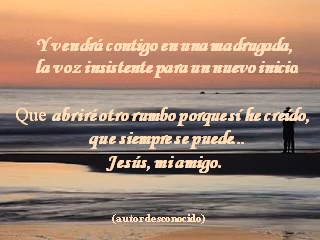 Y vendrá contigo en una madrugada,
la voz insistente para un nuevo inicio
Que abriré otro rumbo porque sí he creído,
que siempre se puede...
Jesús, mi amigo.
(autor desconocido)